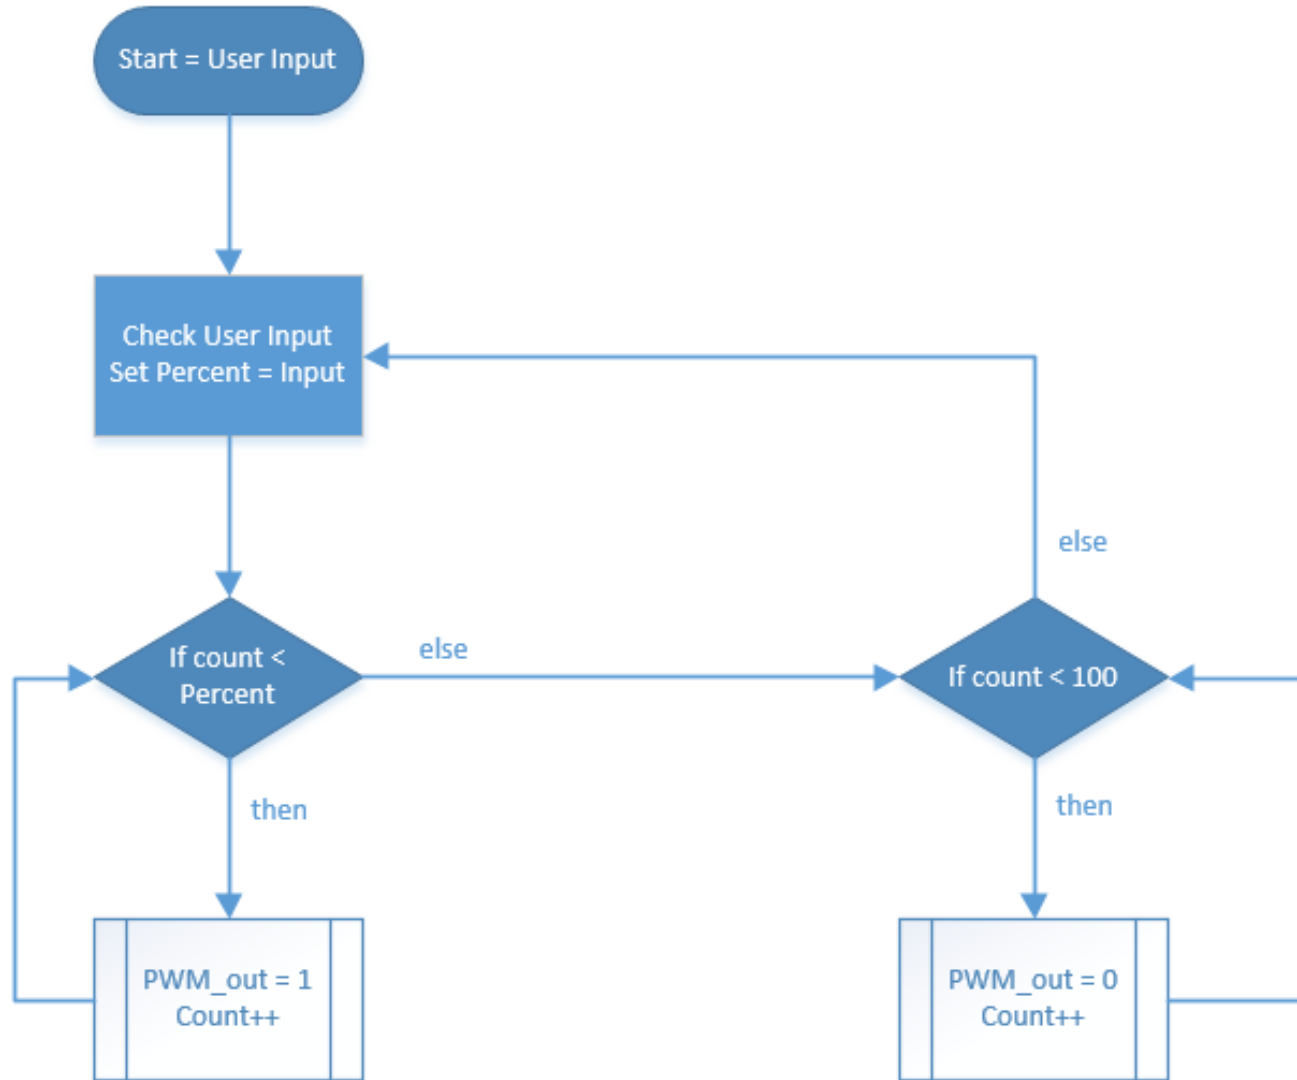 Start = User Input
Check User Input
Set Percent = Input
else
If count <
Percent
else
If count < 100
then
then
PWM_out = 1
Count++
PWM_out = 0
Count++